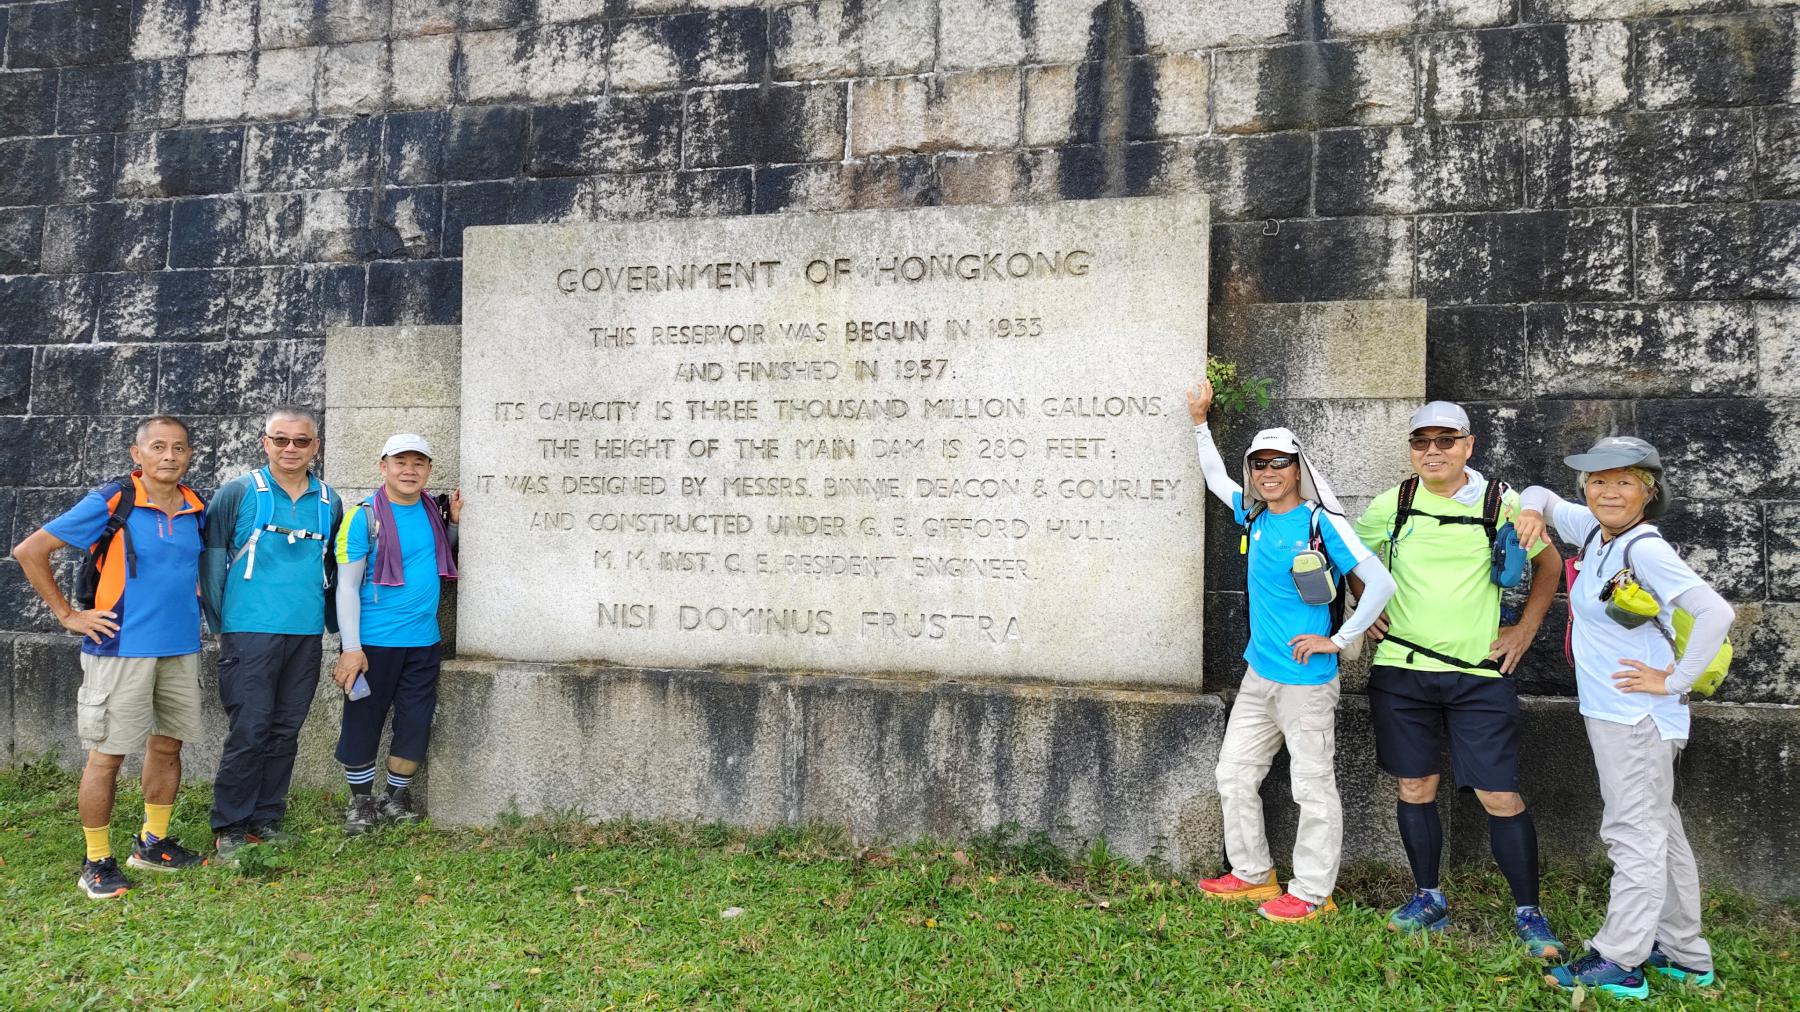 GOVERNMENT OF HONGKONG
THIS RESERVOIR WAS BEGUN IN 1933
AND FINISHED IN 1937:
ITS CAPACITY IS THREE THOUSAND MILLION GALLONS.
THE HEIGHT OF THE MAIN DAM IS 280 FEET:
IT WAS DESIGNED BY MESSRS BINNIE DEACON & GOURLEY
AND CONSTRUCTED UNDER G. B. GIFFORD HULL.
M. M. INST. C. E. RESIDENT ENGINEER.
NISI DOMINUS FRUSTRA